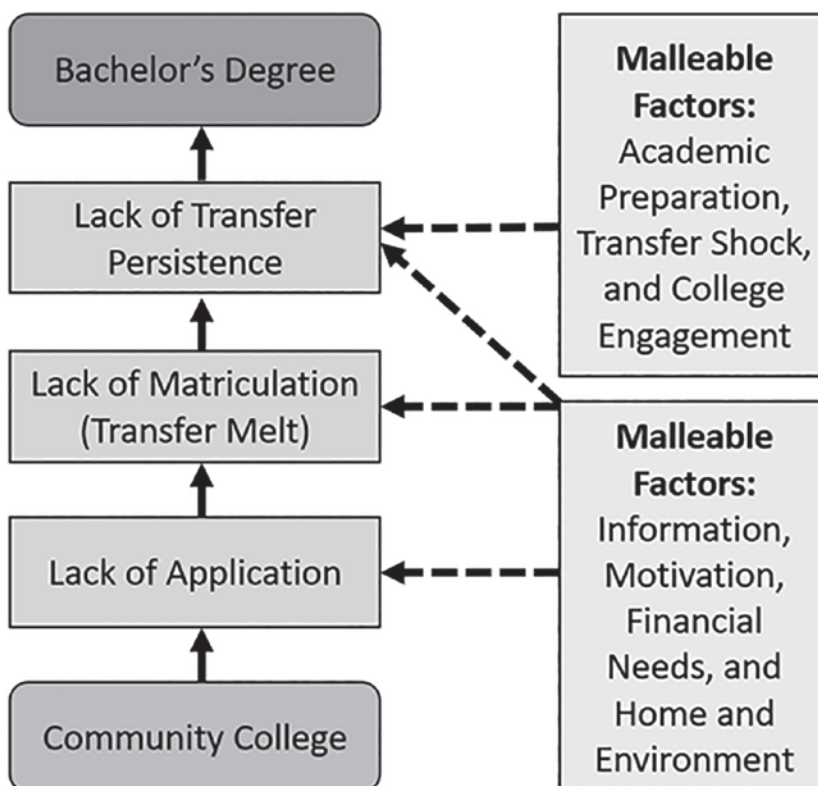 Bachelor's Degree
Lack of Transfer
Persistence
Lack of Matriculation
(Transfer Melt)
Lack of Application
Community College
Malleable
Factors:
Academic
Preparation,
Transfer Shock,
and College
Engagement
Malleable
Factors:
Information,
Motivation,
Financial
Needs, and
Home and
Environment